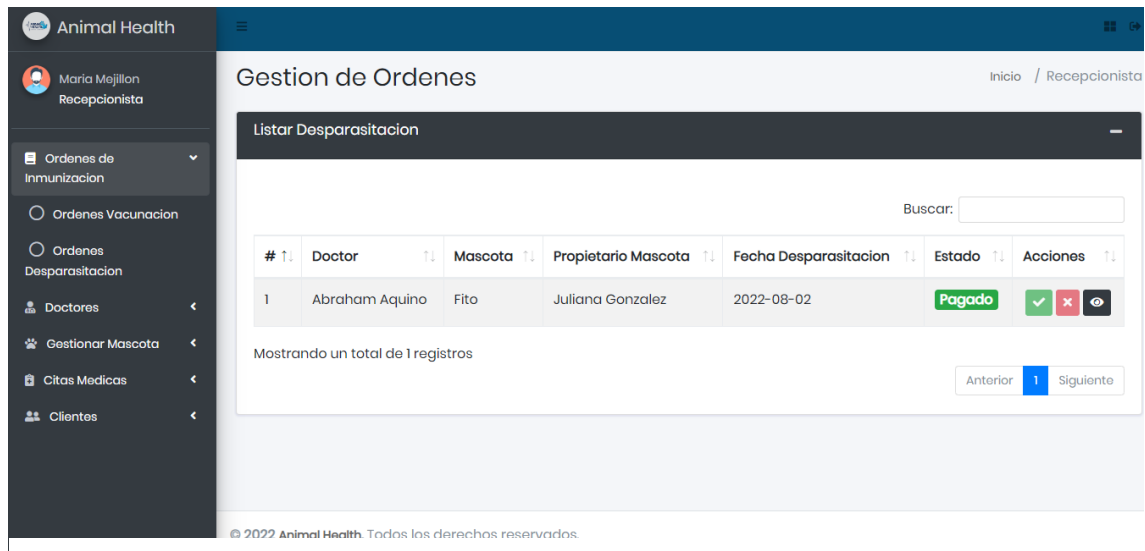 Animal Health
Maria Mejillon
Recepcionista
Ordenes de
Inmunizacion
Ordenes Vacunacion
Ordenes
Desparasitacion
Doctores
Gestionar Mascota
Citas Medicas
Clientes
Gestion de Ordenes
Inicio / Recepcionista
Listar Desparasitacion
Buscar:
# Doctor Mascota Propietario Mascota Fecha Desparasitacion Estado Acciones
1 Abraham Aquino Fito Juliana Gonzalez 2022-08-02 Pagado
Mostrando un total de 1 registros
Anterior 1 Siguiente
© 2022 Animal Health. Todos los derechos reservados.